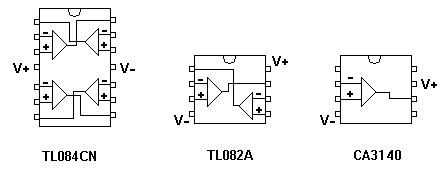 - -
+ +
V+ V-
+ +
- -
TL084CN
V+
-
+ -
+
V-
TL082A
-
+
V+
V-
CA3140